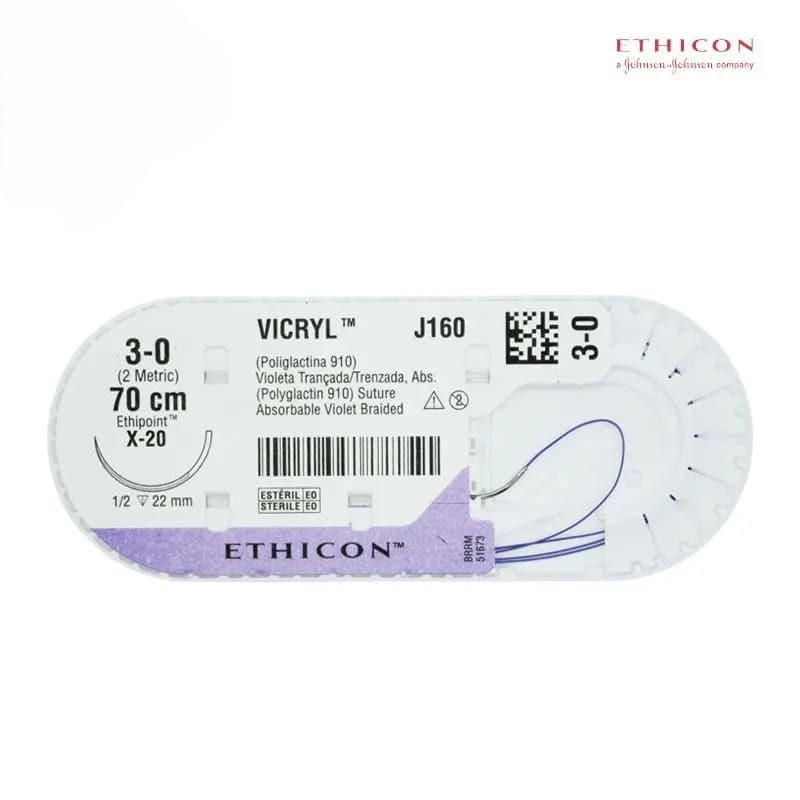 ETHICON
a Johnson & Johnson company
3-0
(2 Metric)
70 cm
Ethipoint™
X-20
1/2 22 mm
VICRYL™ J160
(Poliglactina 910)
Violeta Trançada/Trenzada, Abs.
(Polyglactin 910) Suture
Absorbable Violet Braided
ESTÉRIL EO
STERILE EO
3-0
ETHICON™
BRRM
51673